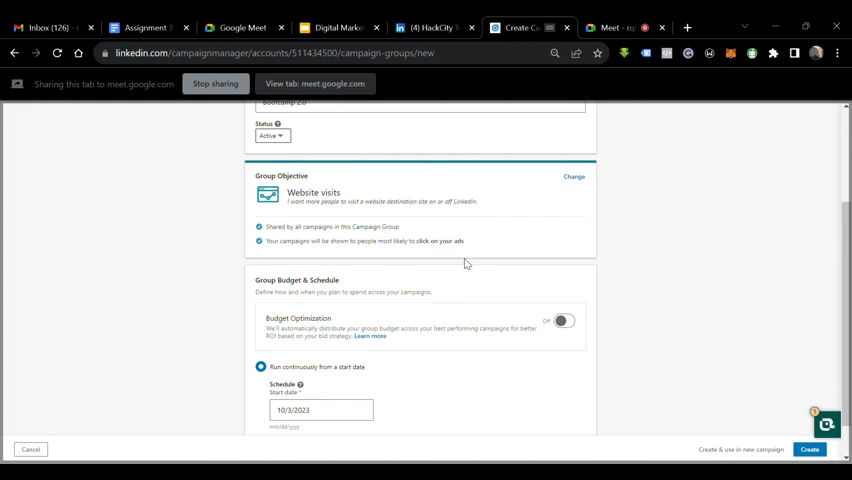 Inbox (126) - n
Assignment 3
Google Meet
Digital Market
(4) HackCity T
Create Ca
Meet - rq
linkedin.com/campaignmanager/accounts/511434500/campaign-groups/new
Sharing this tab to meet.google.com
Stop sharing
View tab: meet.google.com
Bootcamp 2.0
Status
Active
Group Objective
Change
Website visits
I want more people to visit a website destination site on or off LinkedIn.
Shared by all campaigns in this Campaign Group
Your campaigns will be shown to people most likely to click on your ads
Group Budget & Schedule
Define how and when you plan to spend across your campaigns.
Budget Optimization
Off
We'll automatically distribute your group budget across your best performing campaigns for better
ROI based on your bid strategy. Learn more
Run continuously from a start date
Schedule
Start date *
10/3/2023
mm/dd/yyyy
1
Cancel
Create & use in new campaign
Create